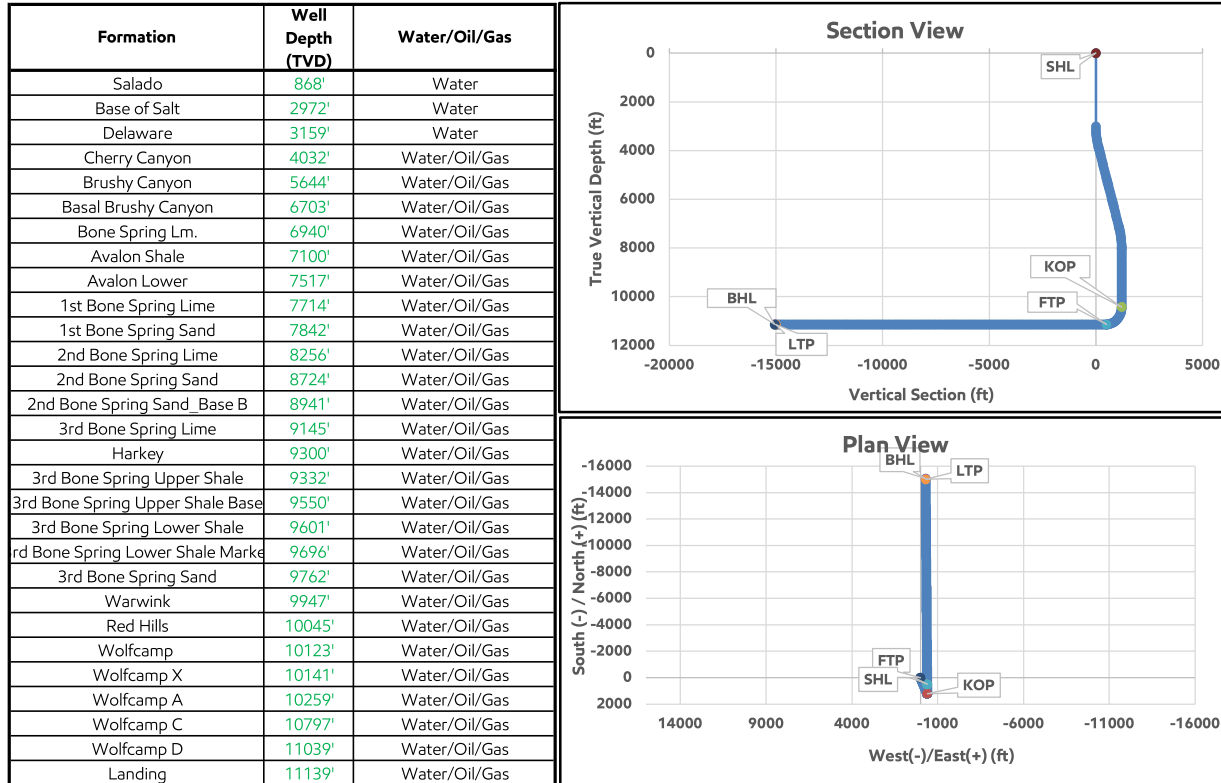 Formation Well Depth (TVD) Water/Oil/Gas
Salado 868' Water
Base of Salt 2972' Water
Delaware 3159' Water
Cherry Canyon 4032' Water/Oil/Gas
Brushy Canyon 5644' Water/Oil/Gas
Basal Brushy Canyon 6703' Water/Oil/Gas
Bone Spring Lm. 6940' Water/Oil/Gas
Avalon Shale 7100' Water/Oil/Gas
Avalon Lower 7517' Water/Oil/Gas
1st Bone Spring Lime 7714' Water/Oil/Gas
1st Bone Spring Sand 7842' Water/Oil/Gas
2nd Bone Spring Lime 8256' Water/Oil/Gas
2nd Bone Spring Sand 8724' Water/Oil/Gas
2nd Bone Spring Sand_Base B 8941' Water/Oil/Gas
3rd Bone Spring Lime 9145' Water/Oil/Gas
Harkey 9300' Water/Oil/Gas
3rd Bone Spring Upper Shale 9332' Water/Oil/Gas
3rd Bone Spring Upper Shale Base 9550' Water/Oil/Gas
3rd Bone Spring Lower Shale 9601' Water/Oil/Gas
rd Bone Spring Lower Shale Marke 9696' Water/Oil/Gas
3rd Bone Spring Sand 9762' Water/Oil/Gas
Warwink 9947' Water/Oil/Gas
Red Hills 10045' Water/Oil/Gas
Wolfcamp 10123' Water/Oil/Gas
Wolfcamp X 10141' Water/Oil/Gas
Wolfcamp A 10259' Water/Oil/Gas
Wolfcamp C 10797' Water/Oil/Gas
Wolfcamp D 11039' Water/Oil/Gas
Landing 11139' Water/Oil/Gas
Section View
True Vertical Depth (ft)
0
2000
4000
6000
8000
10000
12000
SHL
KOP
FTP
BHL
LTP
-20000 -15000 -10000 -5000 0 5000
Vertical Section (ft)
Plan View
South (-) / North (+) (ft)
-16000
-14000
-12000
-10000
-8000
-6000
-4000
-2000
0
2000
BHL
LTP
FTP
SHL
KOP
14000 9000 4000 -1000 -6000 -11000 -16000
West(-)/East(+) (ft)